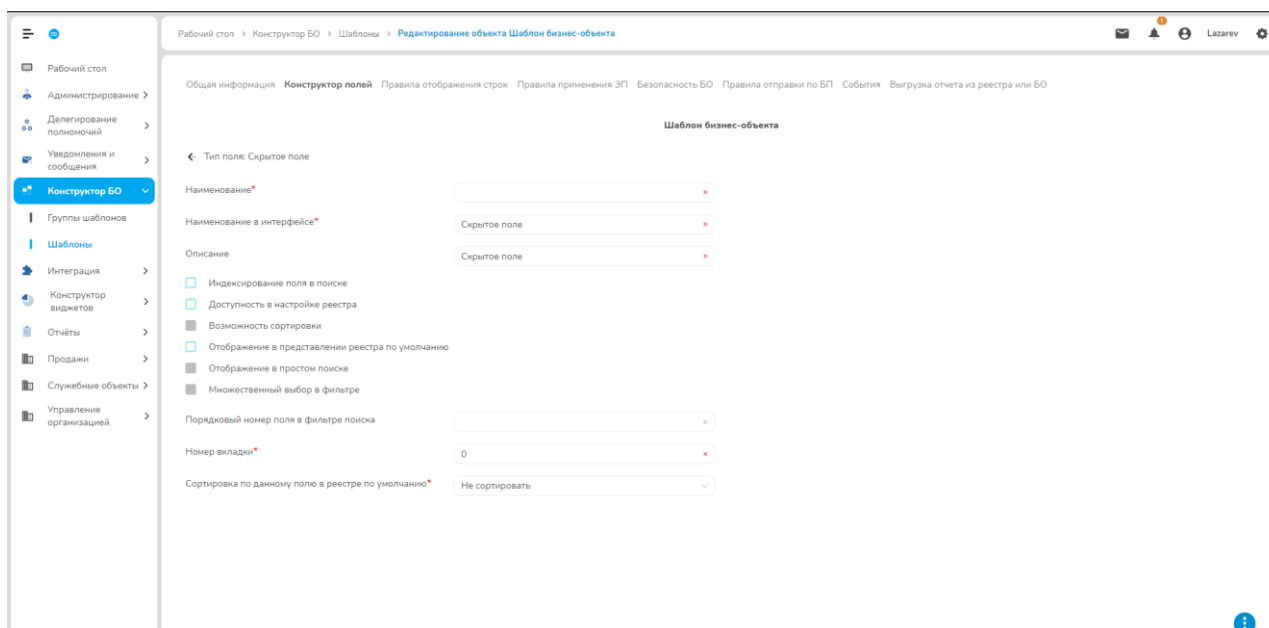 Рабочий стол > Конструктор БО > Шаблоны > Редактирование объекта Шаблон бизнес-объекта
Lazarev
Рабочий стол
Администрирование
Делегирование
полномочий
Уведомления и
сообщения
Конструктор БО
Группы шаблонов
Шаблоны
Интеграция
Конструктор
виджетов
Отчёты
Продажи
Служебные объекты
Управление
организацией
Общая информация Конструктор полей Правила отображения строк Правила применения ЭП Безопасность БО Правила отправки по БП События Выгрузка отчета из реестра или БО
Шаблон бизнес-объекта
Тип поля: Скрытое поле
Наименование*
Наименование в интерфейсе* Скрытое поле
Описание Скрытое поле
Индексирование поля в поиске
Доступность в настройке реестра
Возможность сортировки
Отображение в представлении реестра по умолчанию
Отображение в простом поиске
Множественный выбор в фильтре
Порядковый номер поля в фильтре поиска
Номер вкладки* 0
Сортировка по данному полю в реестре по умолчанию* Не сортировать